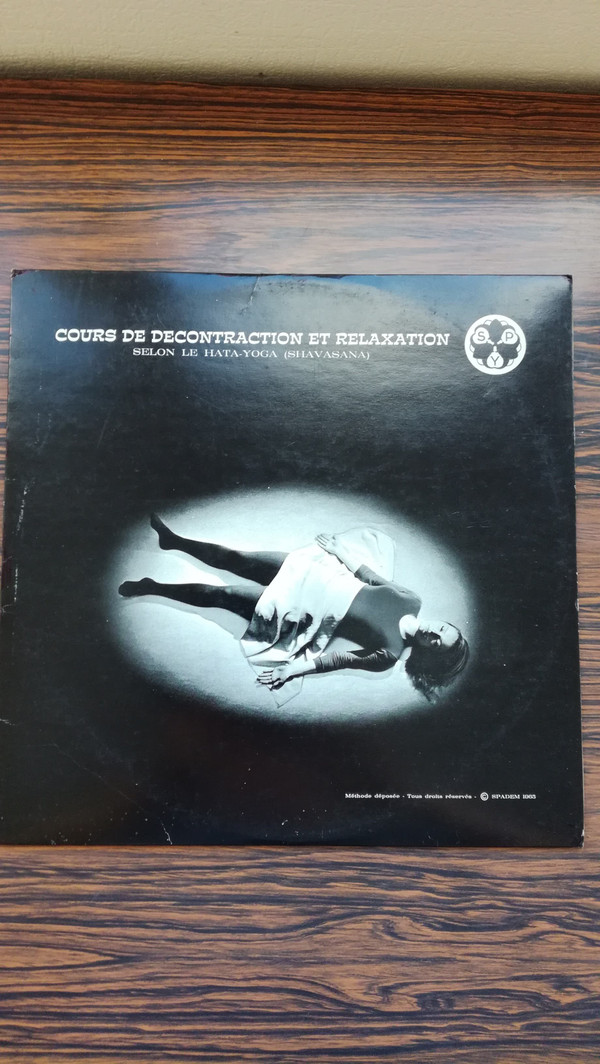 COURS DE DECONTRACTION ET RELAXATION
SELON LE HATA-YOGA (SHAVASANA)
S P
Y
Méthode déposée - Tous droits réservés - © SPADEM 1965